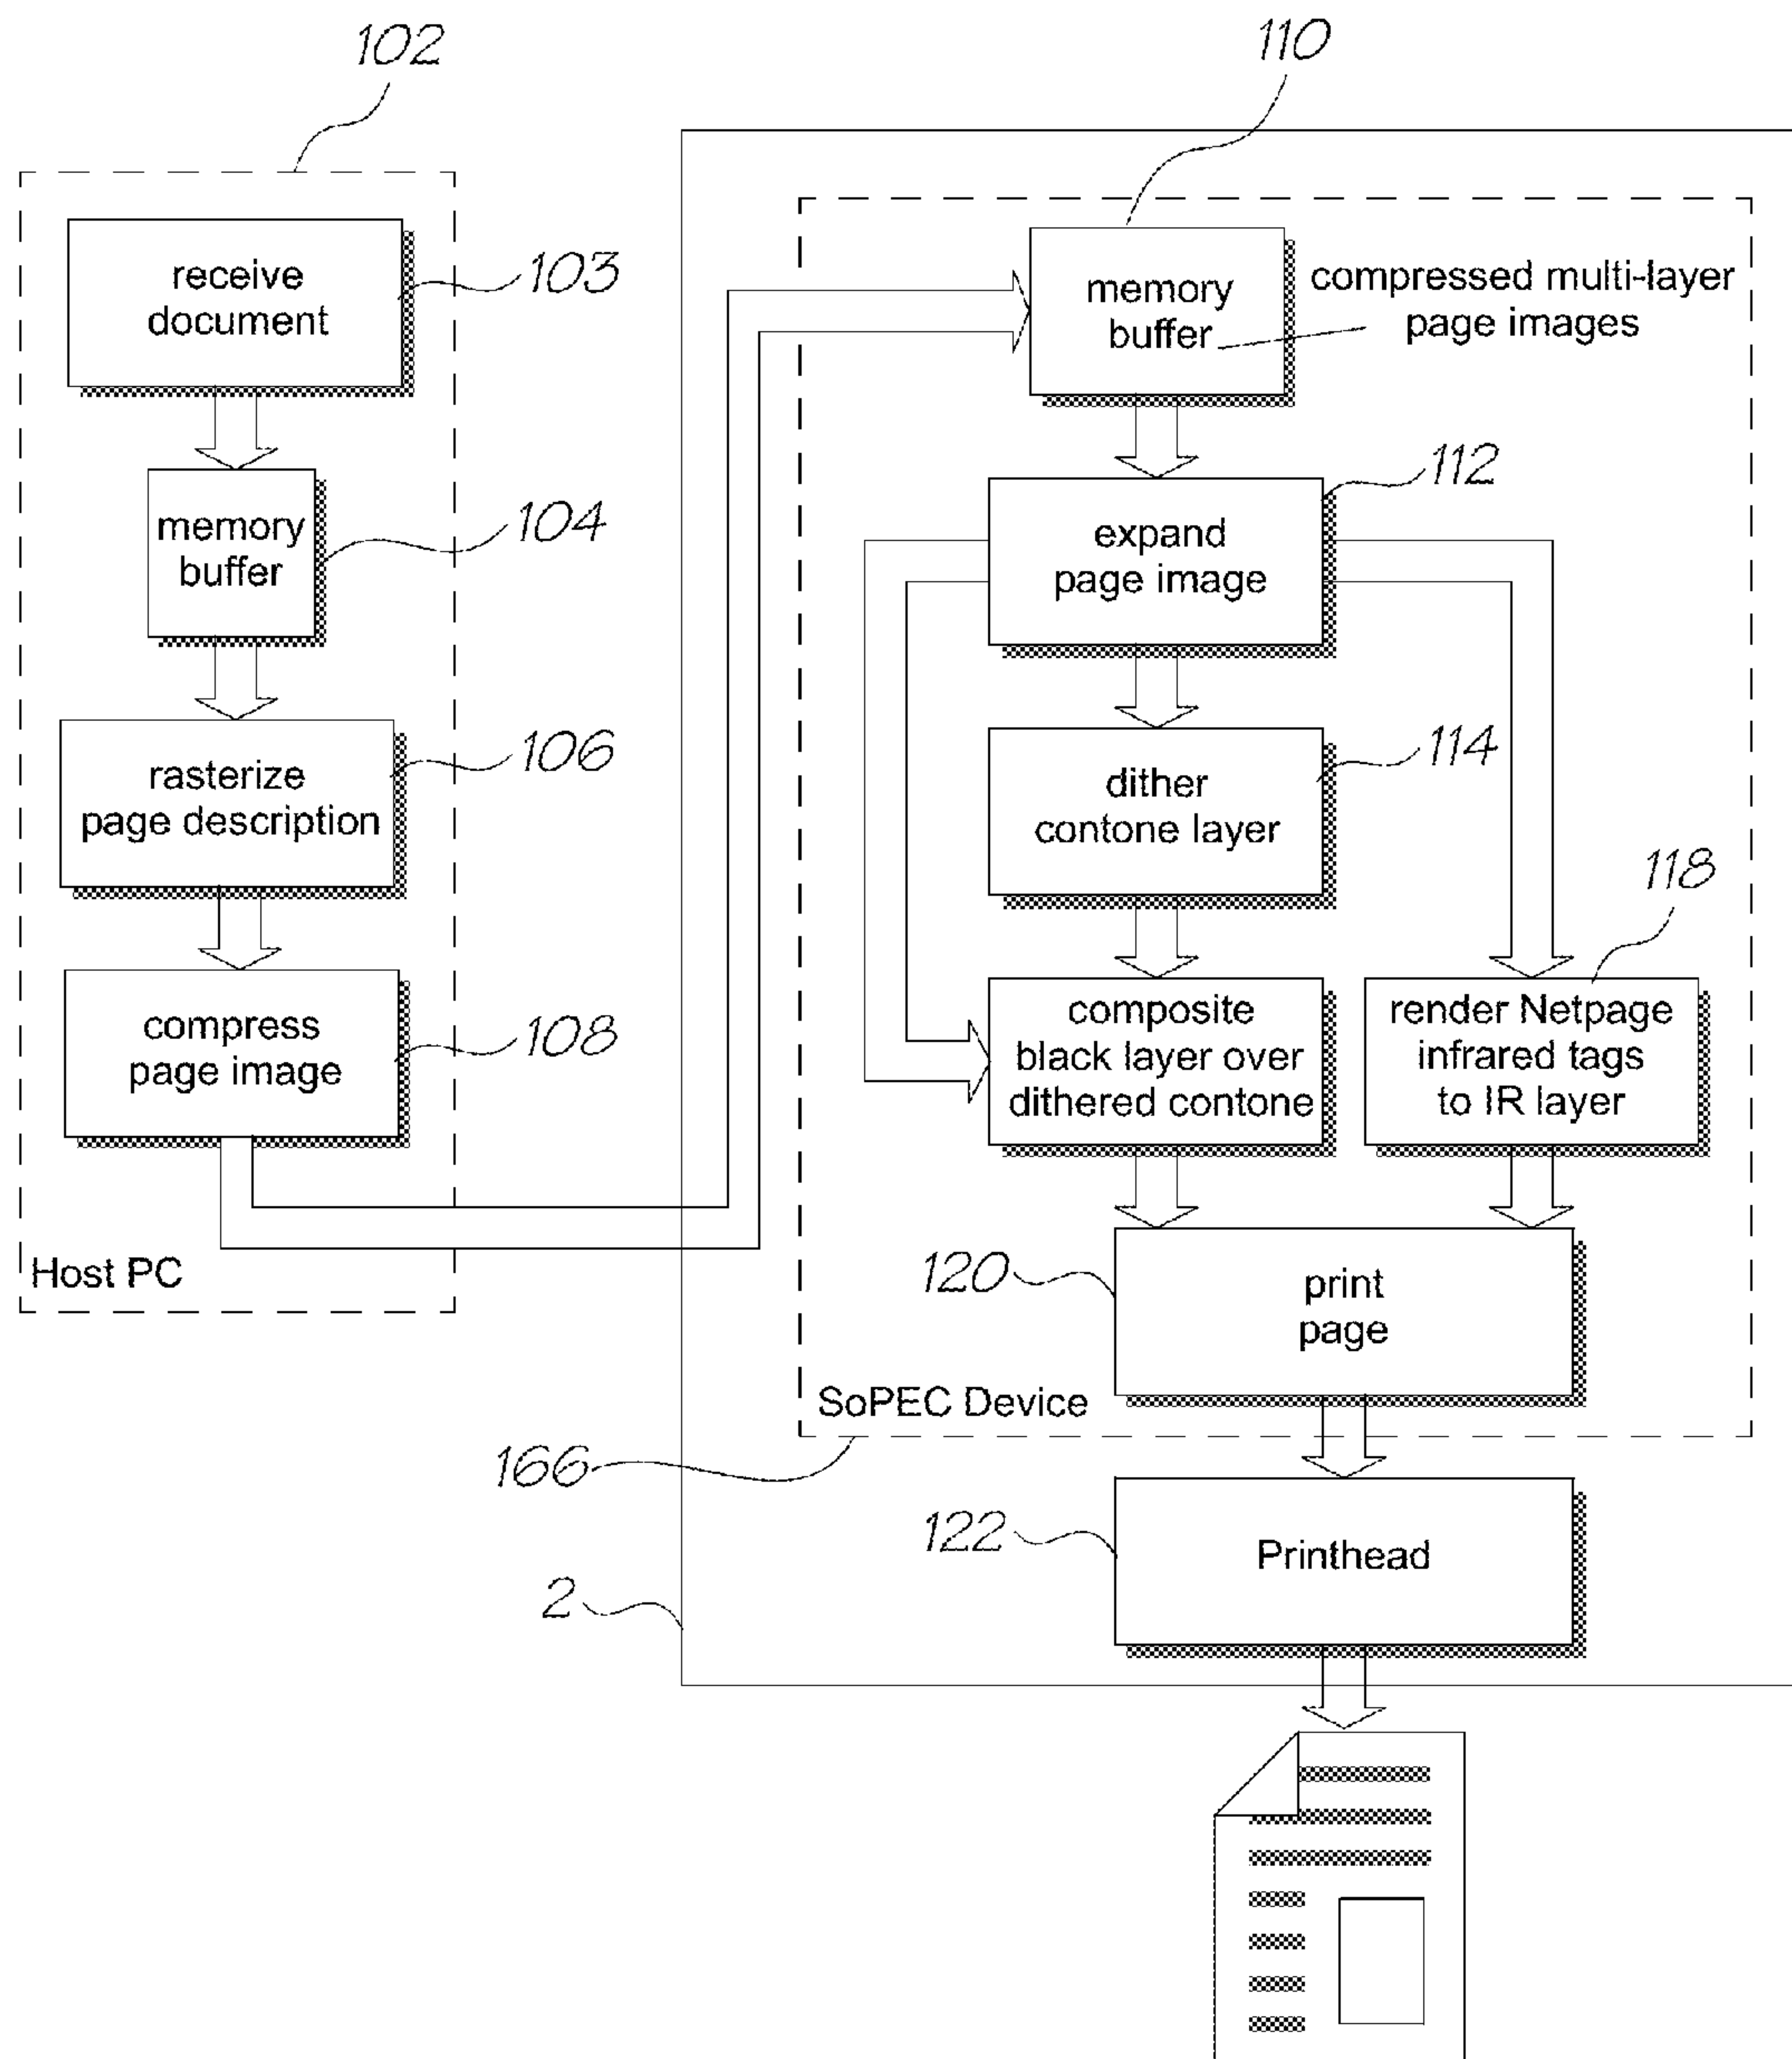 102
110
receive
document
103
memory
buffer
compressed multi-layer
page images
memory
buffer
104
expand
page image
112
rasterize
page description
106
dither
contone layer
114
118
compress
page image
108
composite
black layer over
dithered contone
render Netpage
infrared tags
to IR layer
Host PC
120
print
page
SoPEC Device
166
122
Printhead
2